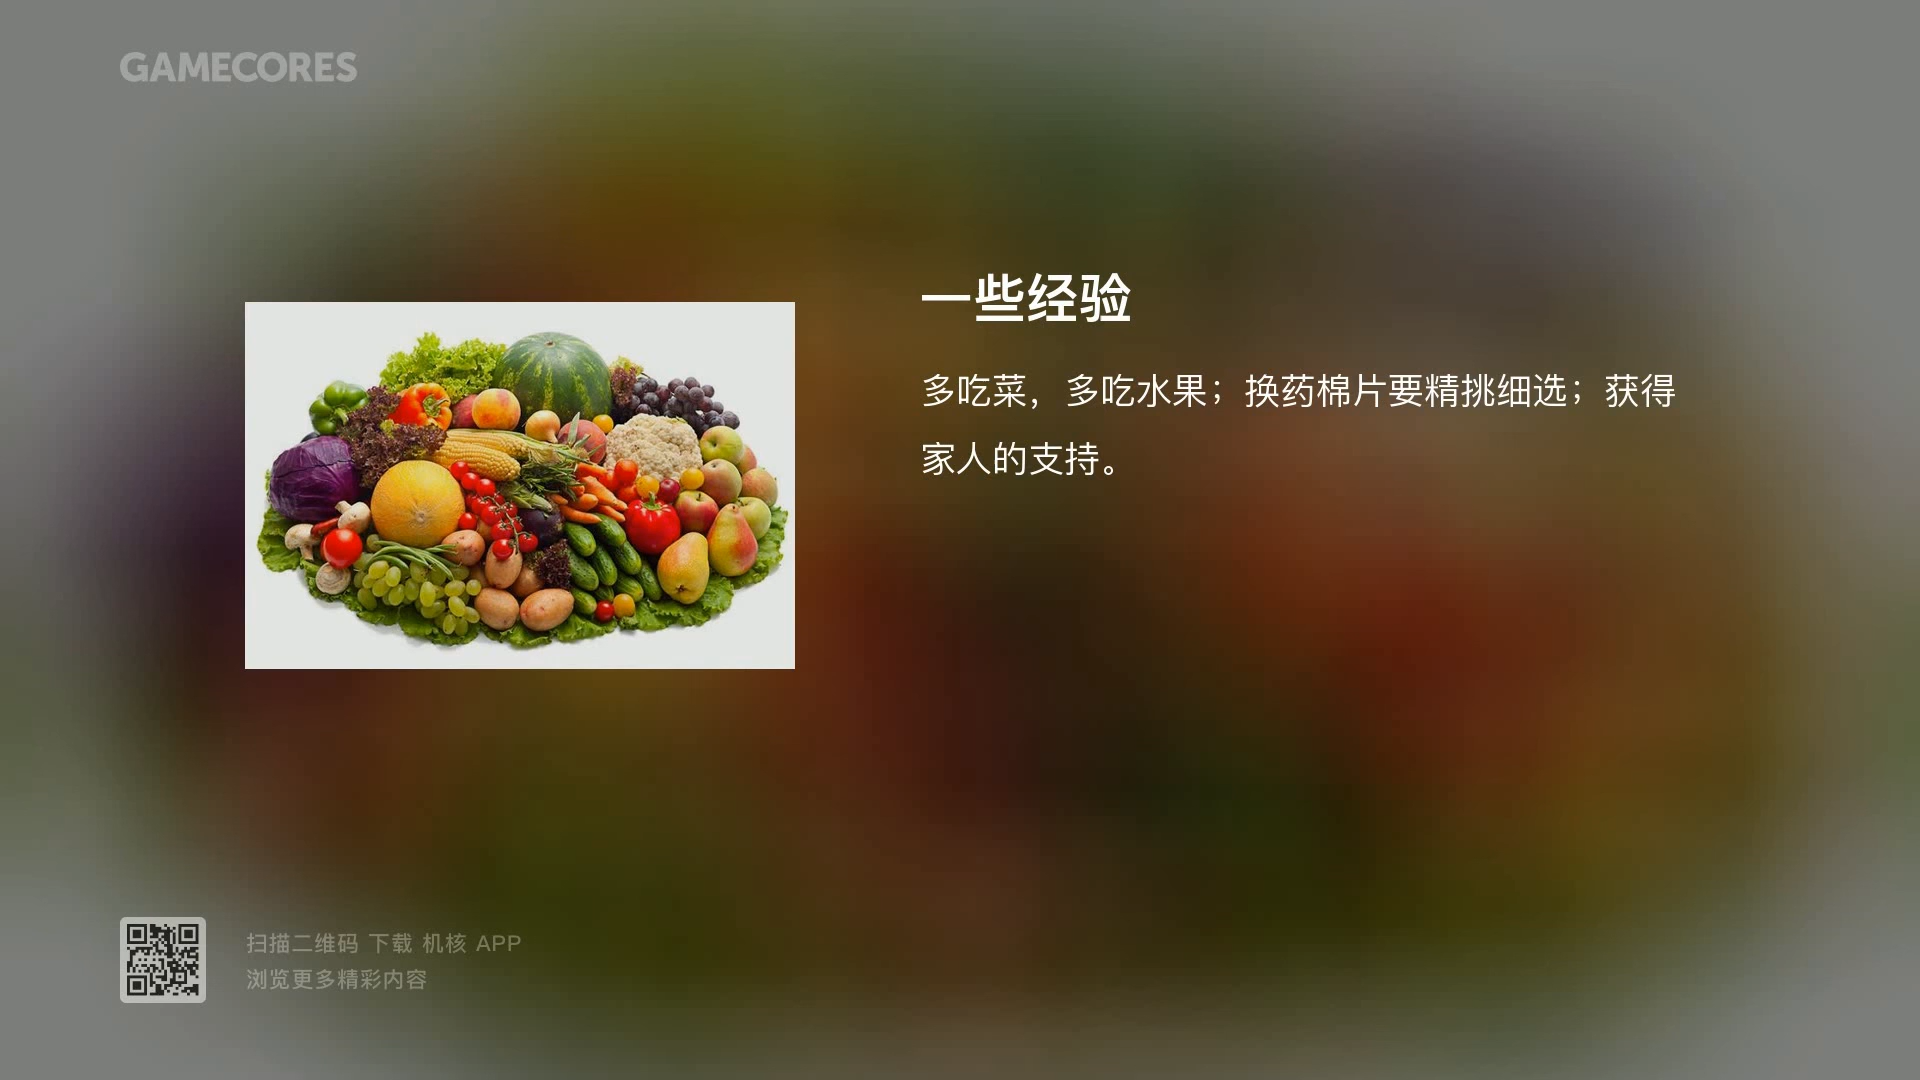 GAMECORES
一些经验
多吃菜，多吃水果；换药棉片要精挑细选；获得
家人的支持。
扫描二维码 下载 机核 APP
浏览更多精彩内容